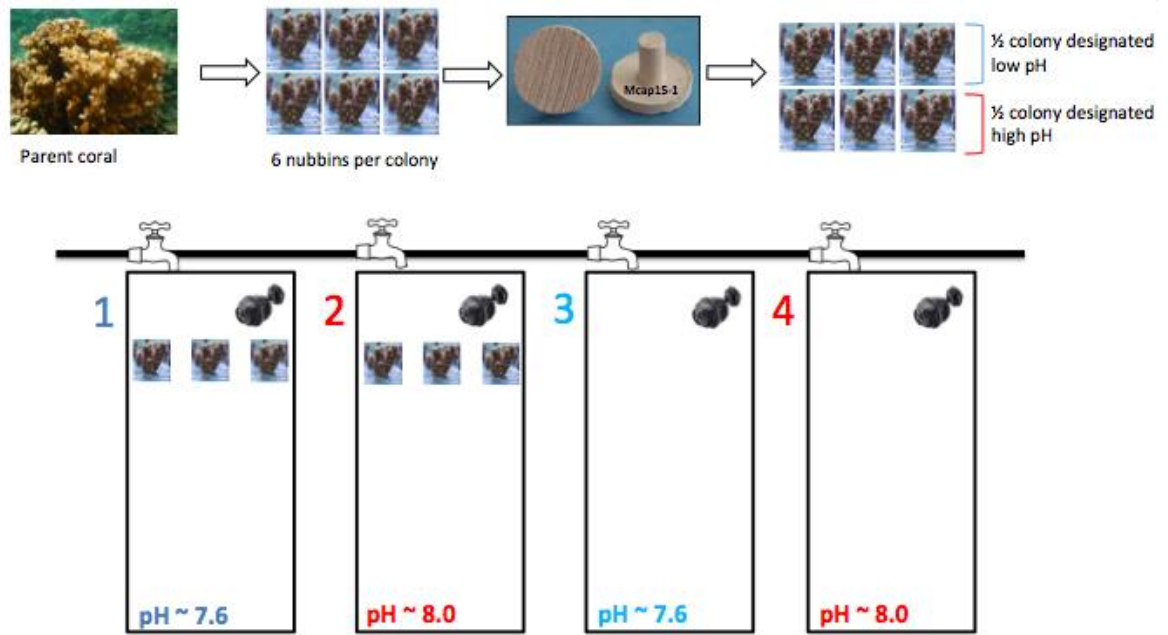 Parent coral
6 nubbins per colony
Mcap15-1
½ colony designated
low pH
½ colony designated
high pH
1
2
3
4
pH ~ 7.6
pH ~ 8.0
pH ~ 7.6
pH ~ 8.0